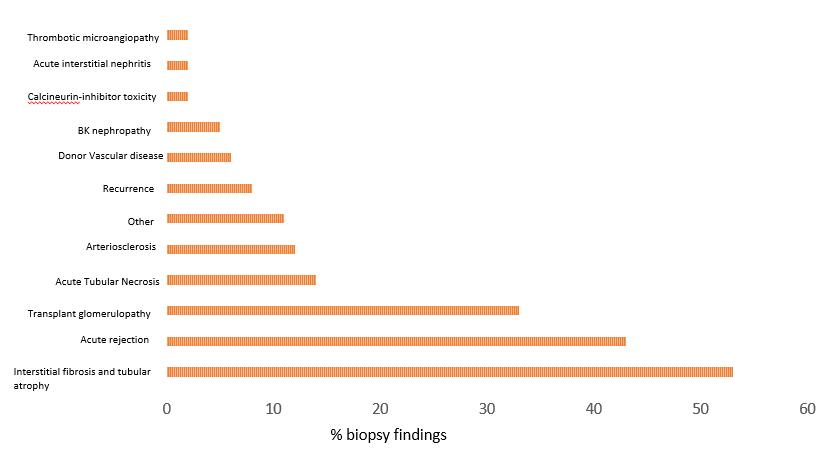 Thrombotic microangiopathy
Acute interstitial nephritis
Calcineurin-inhibitor toxicity
BK nephropathy
Donor Vascular disease
Recurrence
Other
Arteriosclerosis
Acute Tubular Necrosis
Transplant glomerulopathy
Acute rejection
Interstitial fibrosis and tubular
atrophy
0 10 20 30 40 50 60
% biopsy findings